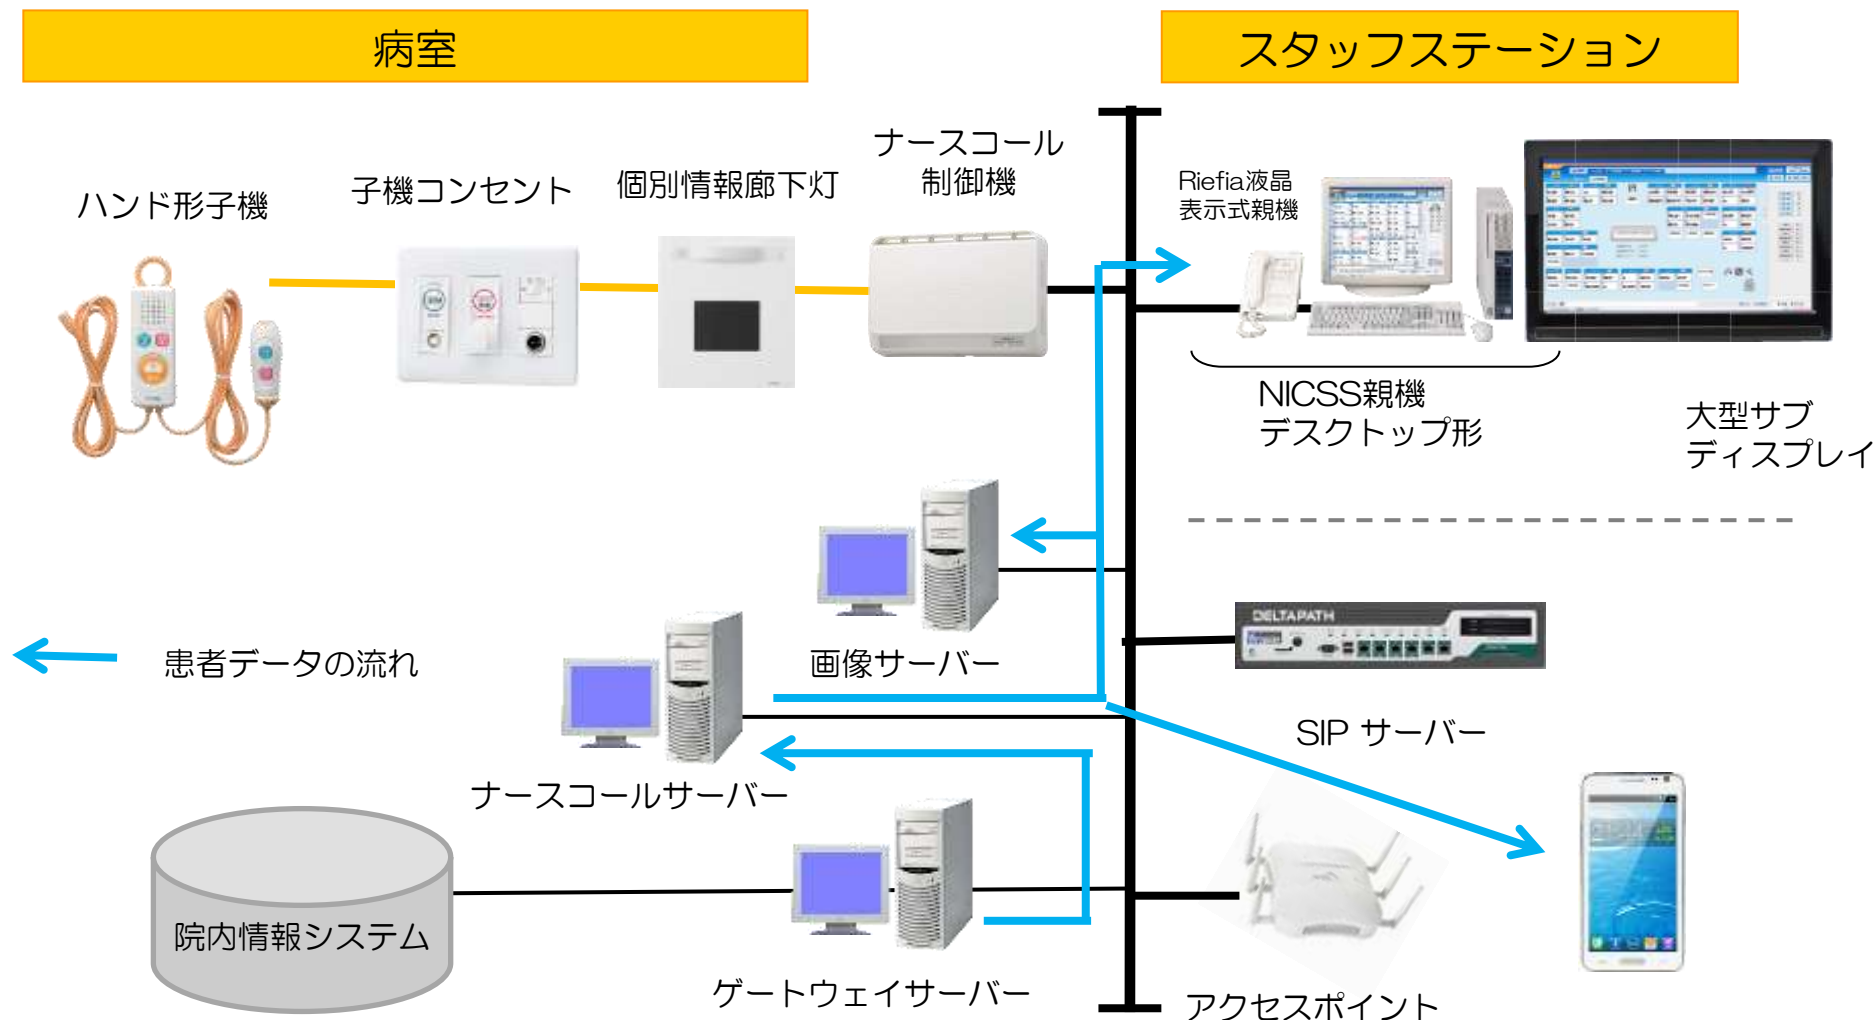 病室
スタッフステーション
ハンド形子機
子機コンセント
個別情報廊下灯
ナースコール
制御機
Riefia液晶
表示式親機
NICSS親機
デスクトップ形
大型サブ
ディスプレイ
患者データの流れ
画像サーバー
DELTAPATH
SIP サーバー
ナースコールサーバー
院内情報システム
ゲートウェイサーバー
アクセスポイント